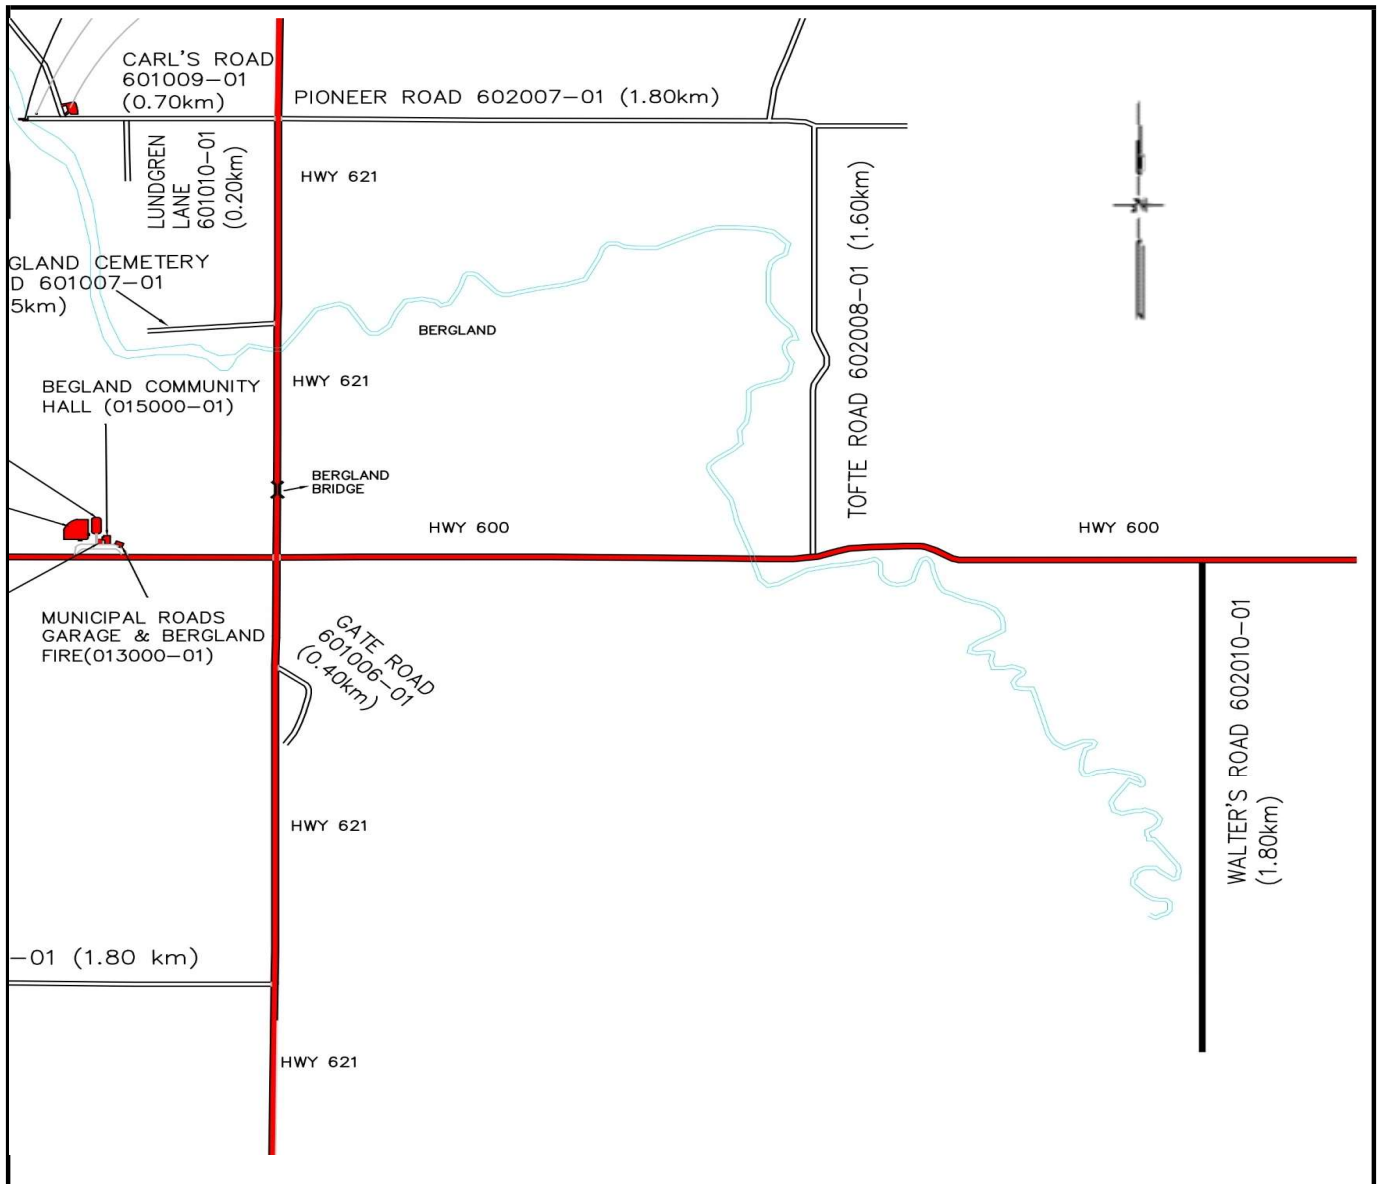 CARL'S ROAD
601009-01
(0.70km)
PIONEER ROAD 602007-01 (1.80km)
LUNDGREN
LANE
601010-01
(0.20km)
HWY 621
TOFTE ROAD 602008-01 (1.60km)
N
GLAND CEMETERY
D 601007-01
5km)
BERGLAND
HWY 621
BEGLAND COMMUNITY
HALL (015000-01)
BERGLAND
BRIDGE
HWY 600
HWY 600
MUNICIPAL ROADS
GARAGE & BERGLAND
FIRE(013000-01)
GATE ROAD
601006-01
(0.40km)
WALTER'S ROAD 602010-01
(1.80km)
HWY 621
-01 (1.80 km)
HWY 621